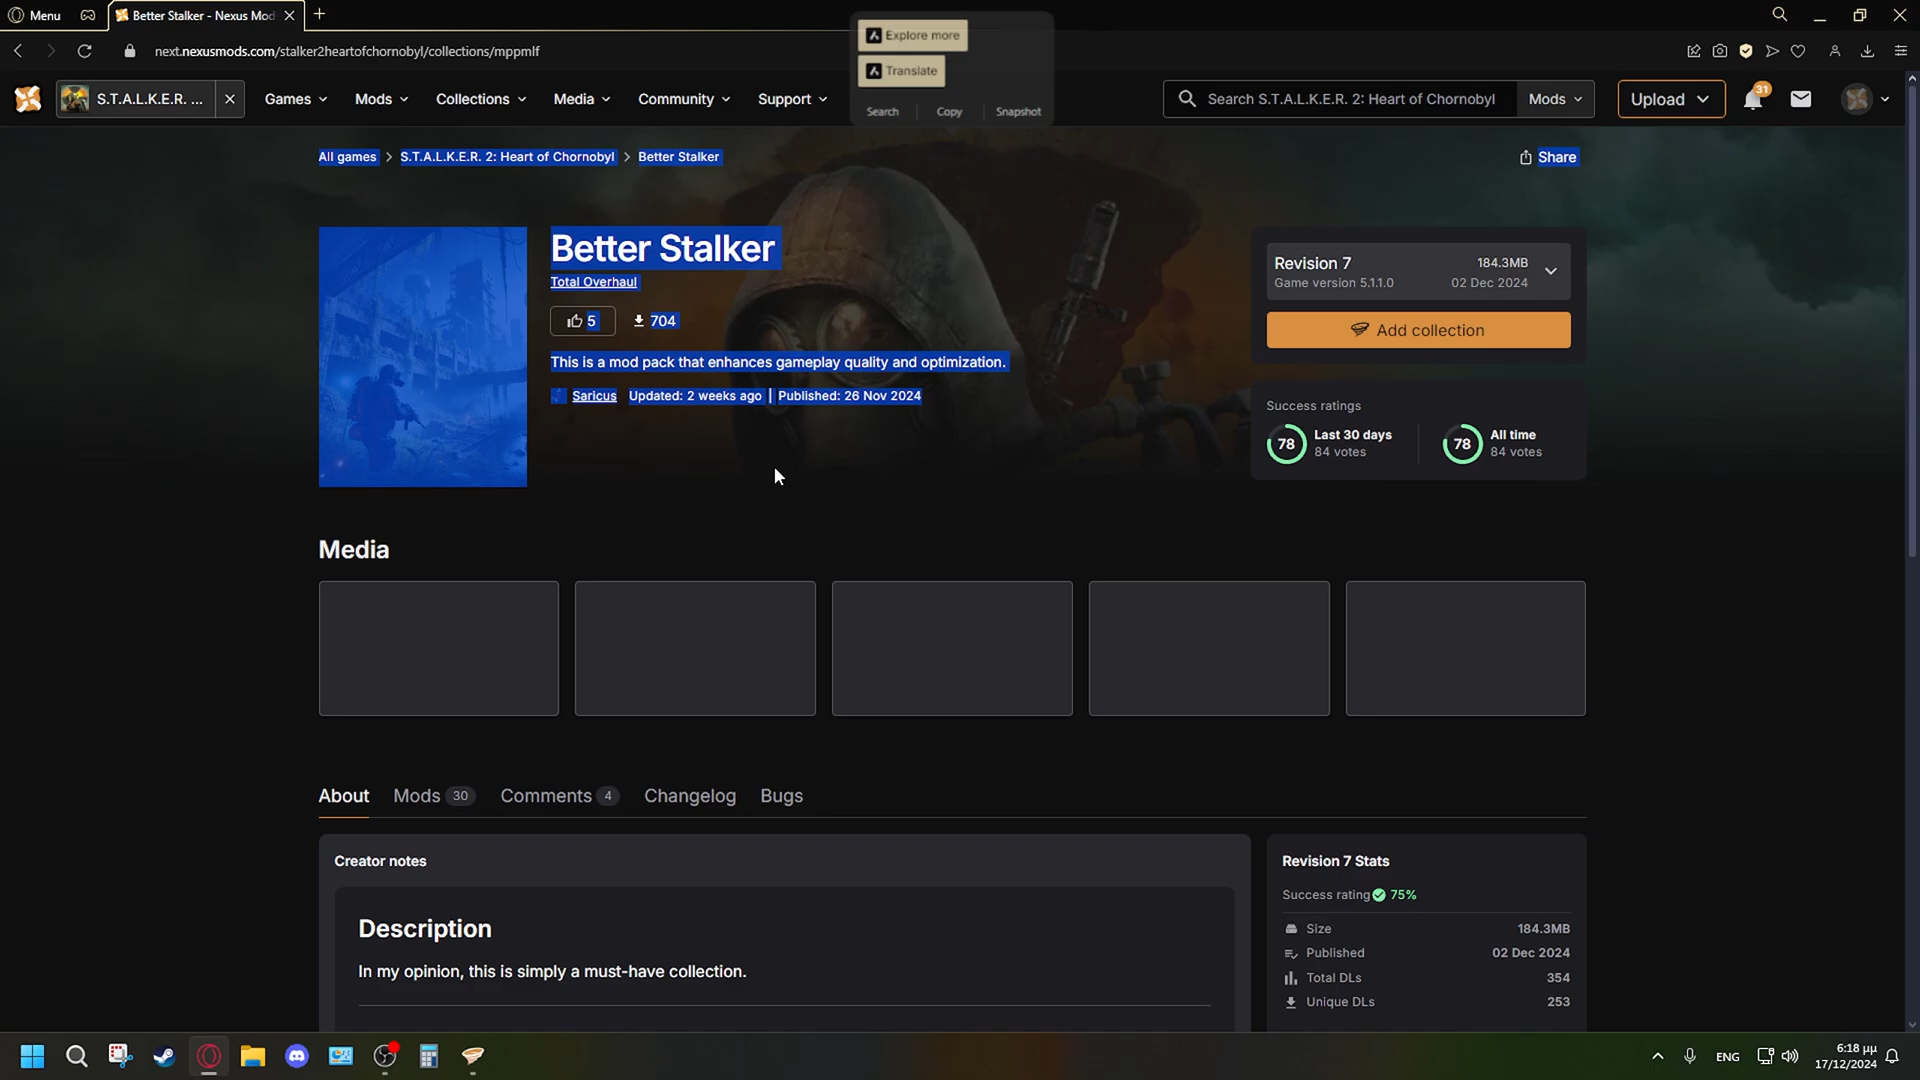 Menu
Better Stalker - Nexus Mod
next.nexusmods.com/stalker2heartofchornobyl/collections/mppmlf
Explore more
Translate
Search
Copy
Snapshot
S.T.A.L.K.E.R. ...
Games
Mods
Collections
Media
Community
Support
Search S.T.A.L.K.E.R. 2: Heart of Chornobyl
Mods
Upload
31
All games
S.T.A.L.K.E.R. 2: Heart of Chornobyl
Better Stalker
Share
Better Stalker
Total Overhaul
5
704
This is a mod pack that enhances gameplay quality and optimization.
Saricus
Updated: 2 weeks ago | Published: 26 Nov 2024
Revision 7
184.3MB
Game version 5.1.1.0
02 Dec 2024
Add collection
Success ratings
78
Last 30 days
84 votes
78
All time
84 votes
Media
About
Mods 30
Comments 4
Changelog
Bugs
Creator notes
Description
In my opinion, this is simply a must-have collection.
Revision 7 Stats
Success rating 75%
Size 184.3MB
Published 02 Dec 2024
Total DLs 354
Unique DLs 253
ENG
6:18 μμ
17/12/2024